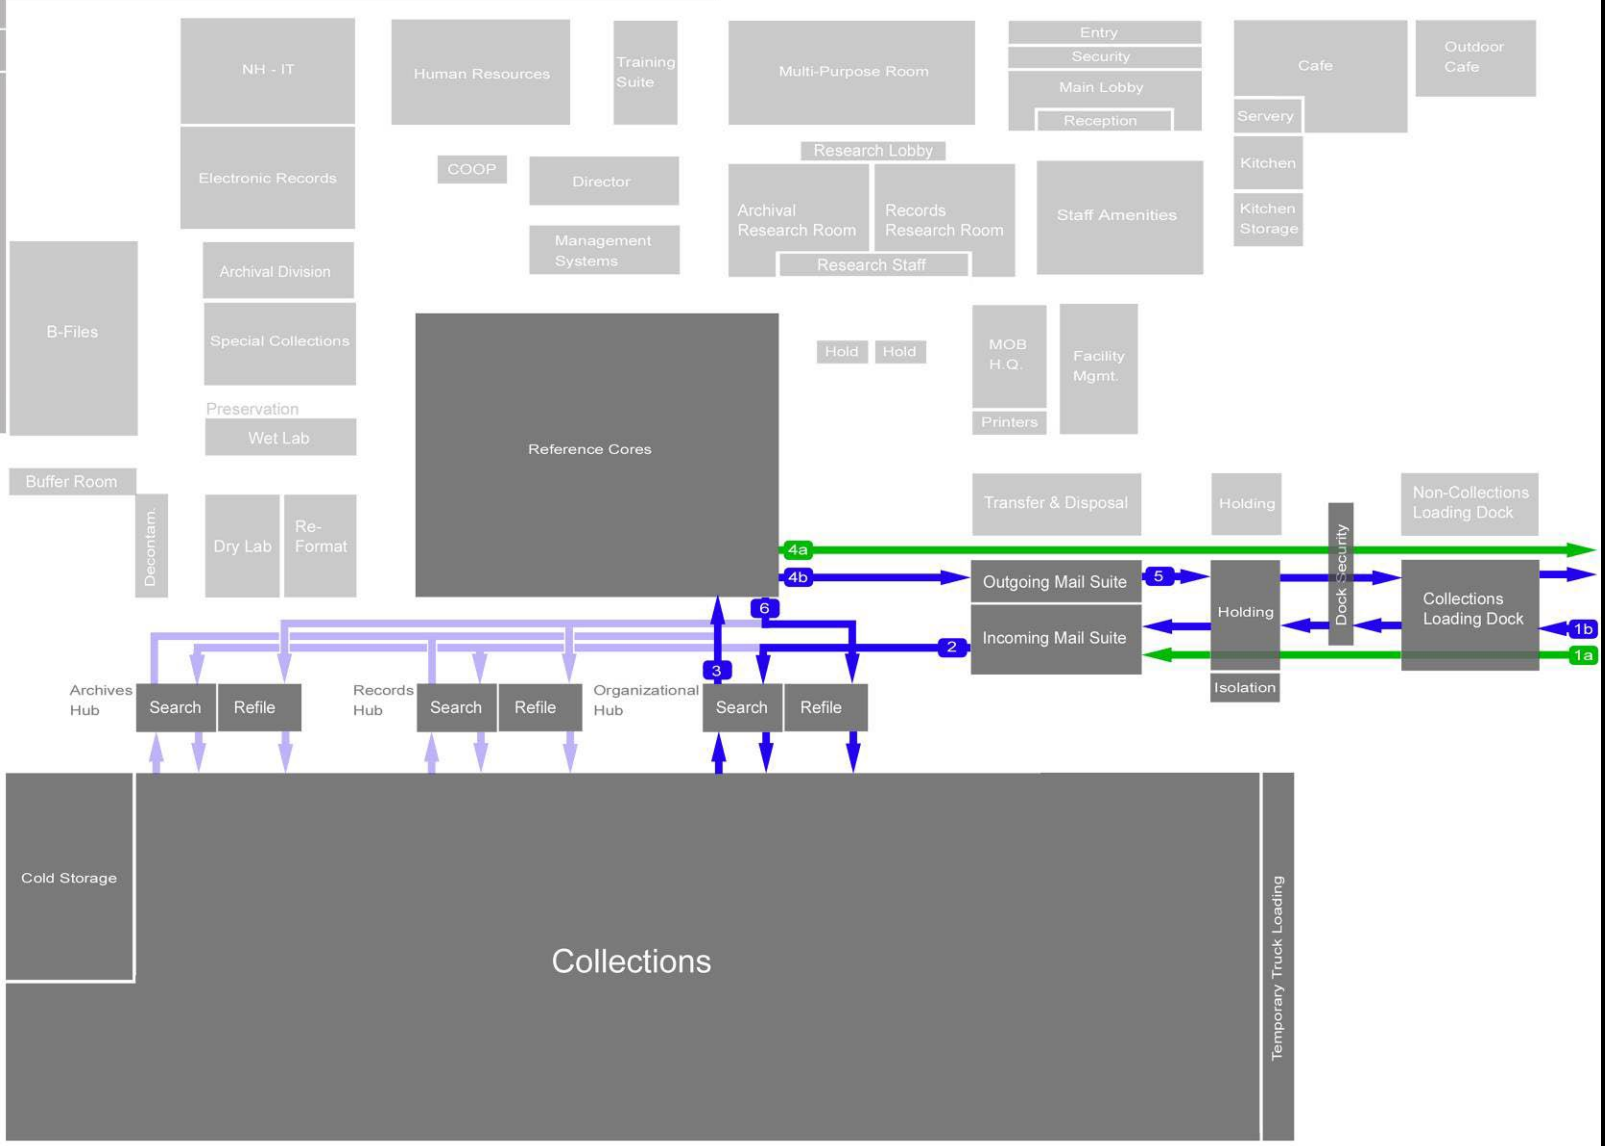 NH - IT
Human Resources
Training
Suite
Multi-Purpose Room
Entry
Security
Main Lobby
Reception
Cafe
Outdoor
Cafe
Servery
Kitchen
Kitchen
Storage
Electronic Records
COOP
Director
Research Lobby
Archival
Research Room
Records
Research Room
Research Staff
Staff Amenities
Management
Systems
Archival Division
B-Files
Special Collections
Preservation
Wet Lab
Reference Cores
Hold
Hold
MOB
H.Q.
Facility
Mgmt.
Printers
Buffer Room
Decontam.
Dry Lab
Re-
Format
Transfer & Disposal
Holding
Non-Collections
Loading Dock
Dock Security
4a
4b
Outgoing Mail Suite
5
Incoming Mail Suite
Holding
Collections
Loading Dock
1b
1a
6
2
3
Isolation
Archives
Hub
Search
Refile
Records
Hub
Search
Refile
Organizational
Hub
Search
Refile
Cold Storage
Collections
Temporary Truck Loading